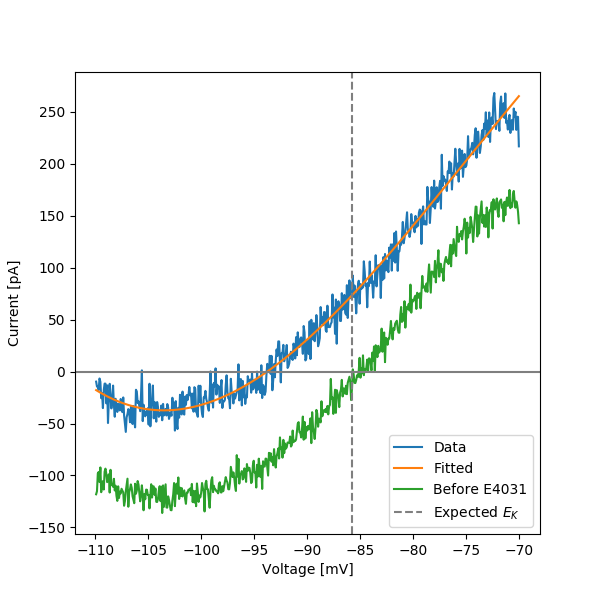 250
200
150
100
50
0
−50
−100
−150
Current [pA]
−110 −105 −100 −95 −90 −85 −80 −75 −70
Voltage [mV]
Data
Fitted
Before E4031
Expected E_K